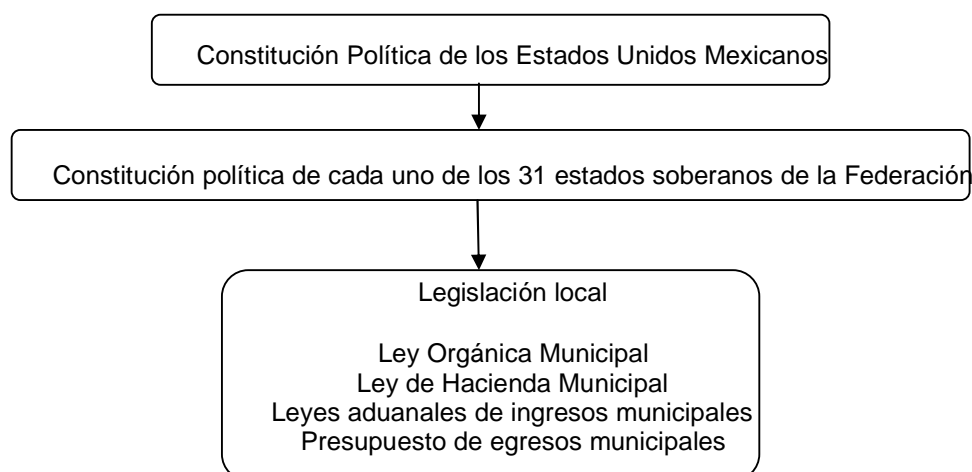 Constitución Política de los Estados Unidos Mexicanos
Constitución política de cada uno de los 31 estados soberanos de la Federación
Legislación local
Ley Orgánica Municipal
Ley de Hacienda Municipal
Leyes aduanales de ingresos municipales
Presupuesto de egresos municipales